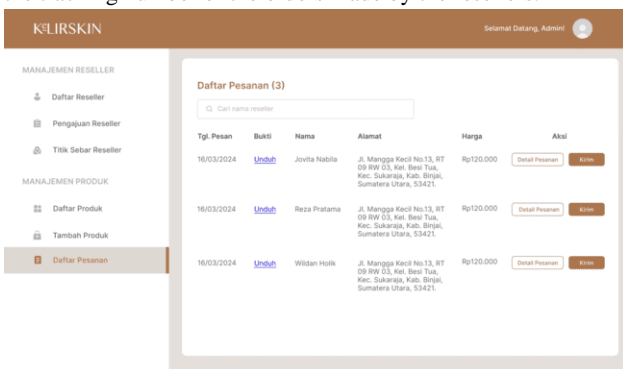 KSLIRSKIN
Selamat Datang, Admin!
MANAJEMEN RESELLER
Daftar Reseller
Pengajuan Reseller
Titik Sebar Reseller
MANAJEMEN PRODUK
Daftar Produk
Tambah Produk
Daftar Pesanan
Daftar Pesanan (3)
Cari nama reseller
Tgl. Pesan Bukti Nama Alamat Harga Aksi
16/03/2024 Unduh Jovita Nabila Jl. Mangga Kecil No.13, RT Rp120.000 Detail Pesanan Kirim
09 RW 03, Kel. Besi Tua,
Kec. Sukaraja, Kab. Binjai,
Sumatera Utara, 53421.
16/03/2024 Unduh Reza Pratama Jl. Mangga Kecil No.13, RT Rp120.000 Detail Pesanan Kirim
09 RW 03, Kel. Besi Tua,
Kec. Sukaraja, Kab. Binjai,
Sumatera Utara, 53421.
16/03/2024 Unduh Wildan Holik Jl. Mangga Kecil No.13, RT Rp120.000 Detail Pesanan Kirim
09 RW 03, Kel. Besi Tua,
Kec. Sukaraja, Kab. Binjai,
Sumatera Utara, 53421.